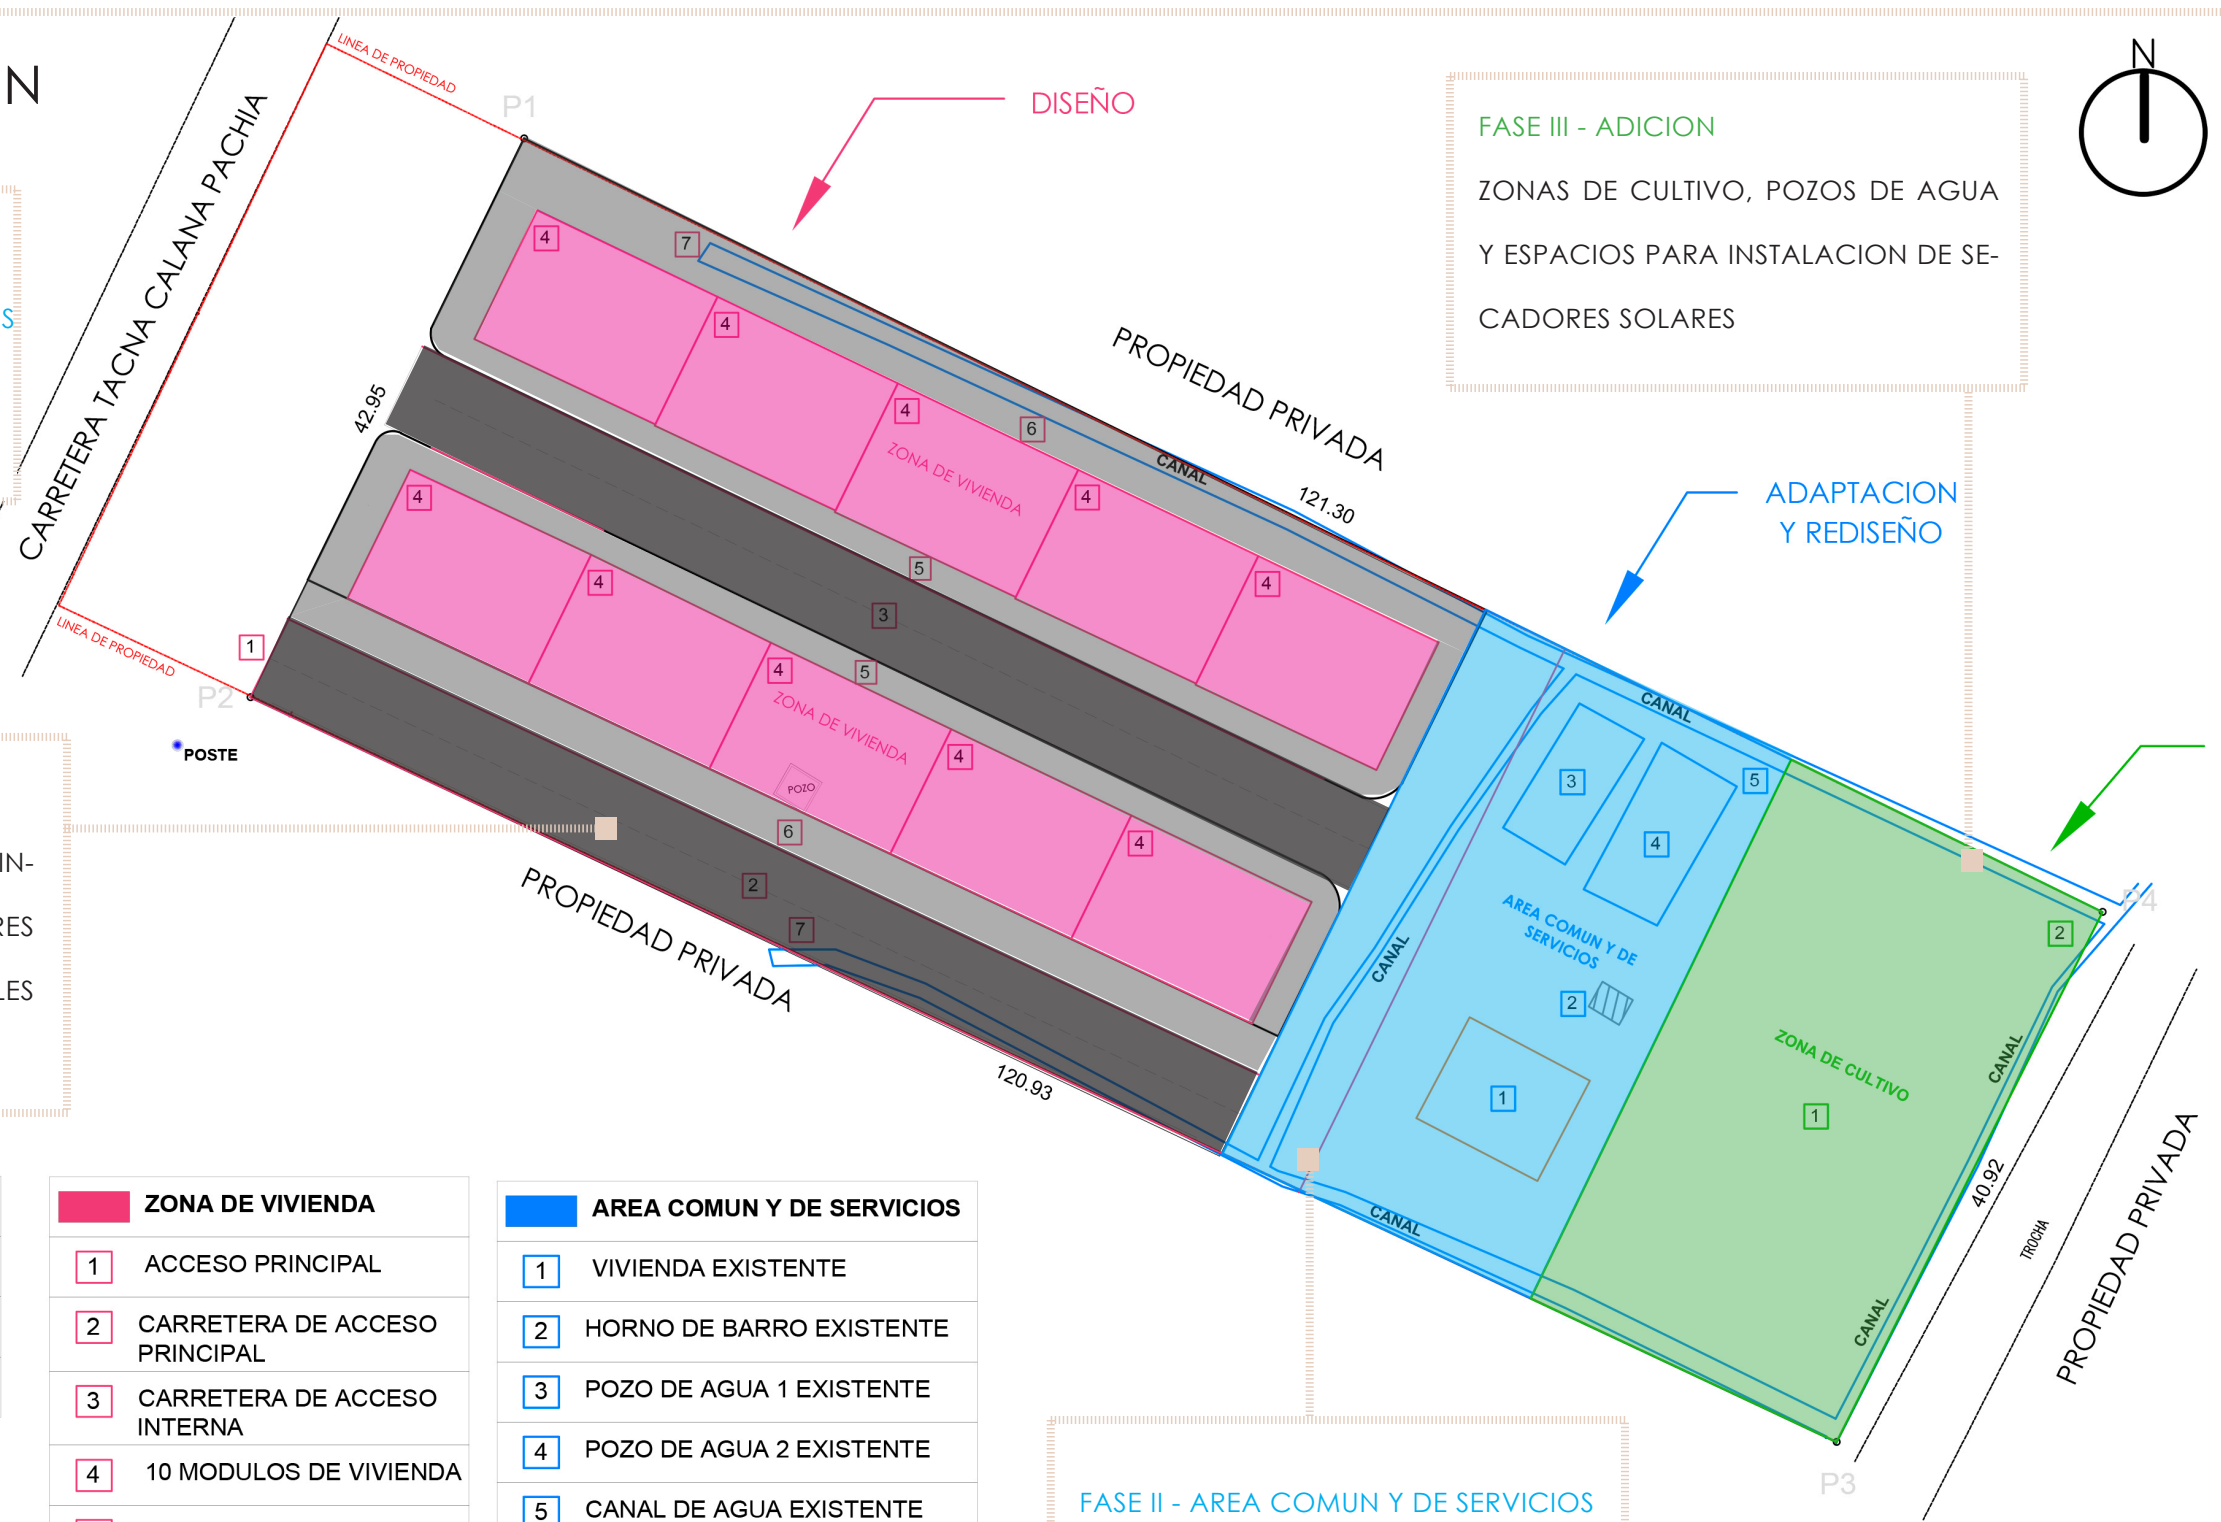 N
LINEA DE PROPIEDAD
P1
DISEÑO
N
FASE III - ADICION
ZONAS DE CULTIVO, POZOS DE AGUA
Y ESPACIOS PARA INSTALACION DE SE-
CADORES SOLARES
CARRETERA TACNA CALANA PACHIA
S
4
7
4
4
6
ZONA DE VIVIENDA
4
CANAL
PROPIEDAD PRIVADA
121.30
42.95
4
4
5
4
3
ADAPTACION
Y REDISEÑO
1
LINEA DE PROPIEDAD
P2
POSTE
4
5
ZONA DE VIVIENDA
4
POZO
6
4
2
7
PROPIEDAD PRIVADA
120.93
CANAL
3
5
4
AREA COMUN Y DE
SERVICIOS
CANAL
2
1
CANAL
P4
2
ZONA DE CULTIVO
1
CANAL
CANAL
40.92
TROCHA
PROPIEDAD PRIVADA
P3
IN-
RES
LES
ZONA DE VIVIENDA
1 ACCESO PRINCIPAL
2 CARRETERA DE ACCESO
PRINCIPAL
3 CARRETERA DE ACCESO
INTERNA
4 10 MODULOS DE VIVIENDA
AREA COMUN Y DE SERVICIOS
1 VIVIENDA EXISTENTE
2 HORNO DE BARRO EXISTENTE
3 POZO DE AGUA 1 EXISTENTE
4 POZO DE AGUA 2 EXISTENTE
5 CANAL DE AGUA EXISTENTE
FASE II - AREA COMUN Y DE SERVICIOS